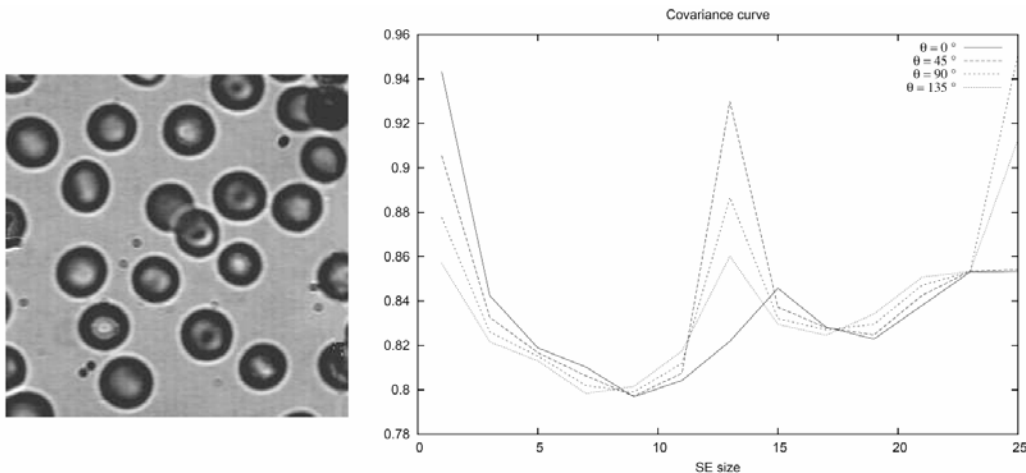 Covariance curve
0.96
0.94
0.92
0.9
0.88
0.86
0.84
0.82
0.8
0.78
θ = 0 °
θ = 45 °
θ = 90 °
θ = 135 °
0
5
10
15
20
25
SE size